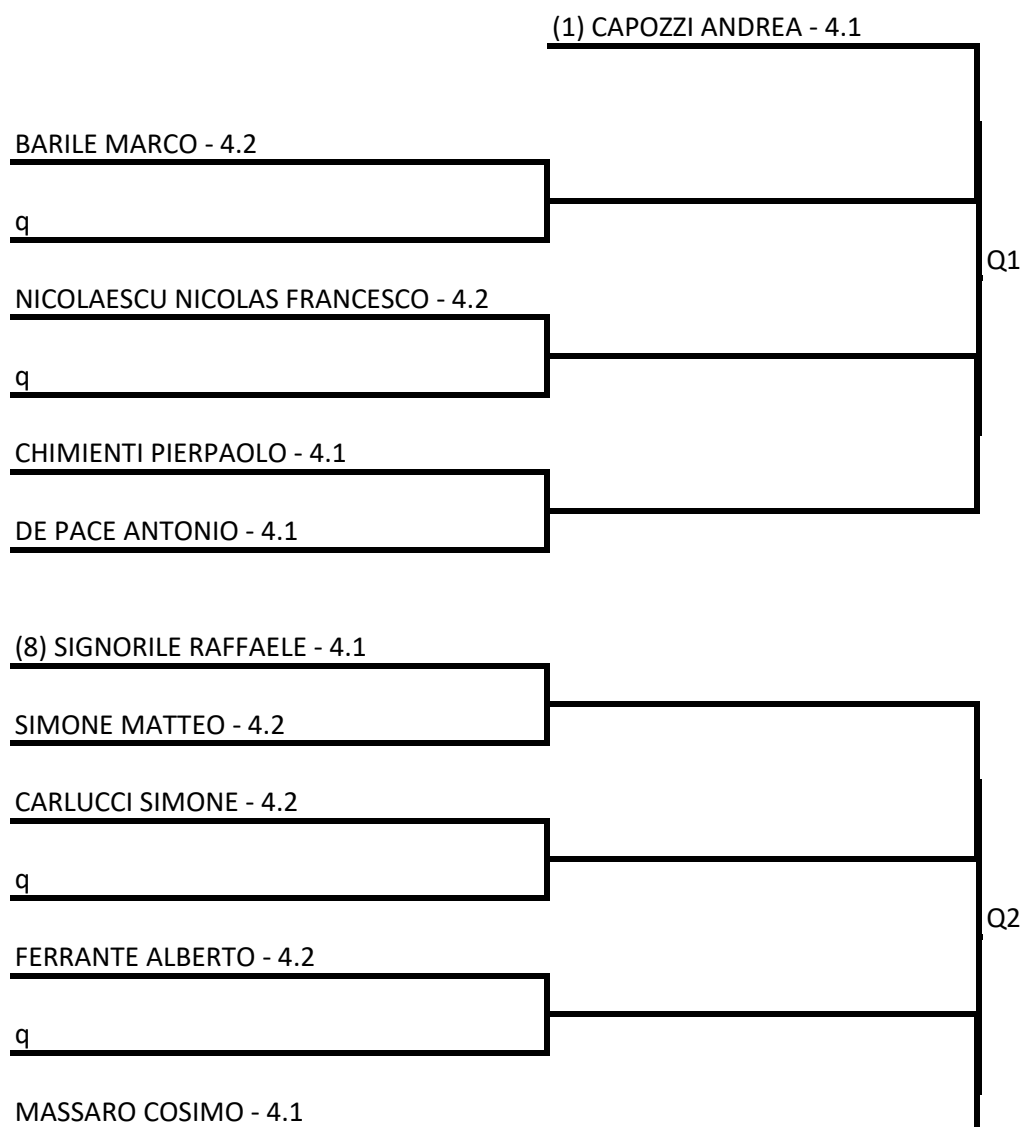 (1) CAPOZZI ANDREA - 4.1
BARILE MARCO - 4.2
q
Q1
NICOLAESCU NICOLAS FRANCESCO - 4.2
q
CHIMIENTI PIERPAOLO - 4.1
DE PACE ANTONIO - 4.1
(8) SIGNORILE RAFFAELE - 4.1
SIMONE MATTEO - 4.2
CARLUCCI SIMONE - 4.2
q
Q2
FERRANTE ALBERTO - 4.2
q
MASSARO COSIMO - 4.1